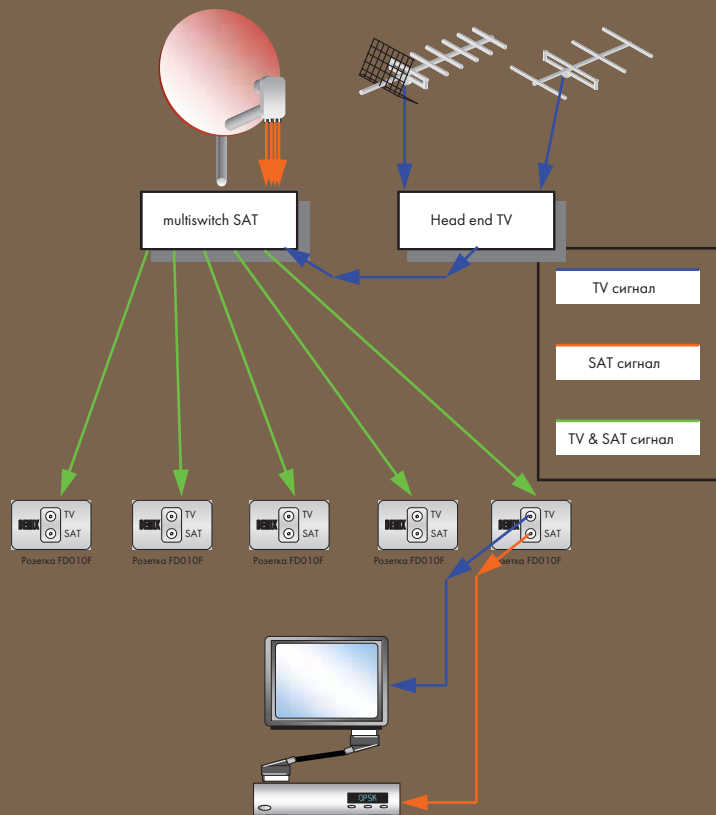 multiswitch SAT
Head end TV
TV сигнал
SAT сигнал
TV & SAT сигнал
TV
SAT
TV
SAT
TV
SAT
TV
SAT
TV
SAT
Розетка FD010F
Розетка FD010F
Розетка FD010F
Розетка FD010F
FD010F
OPSK